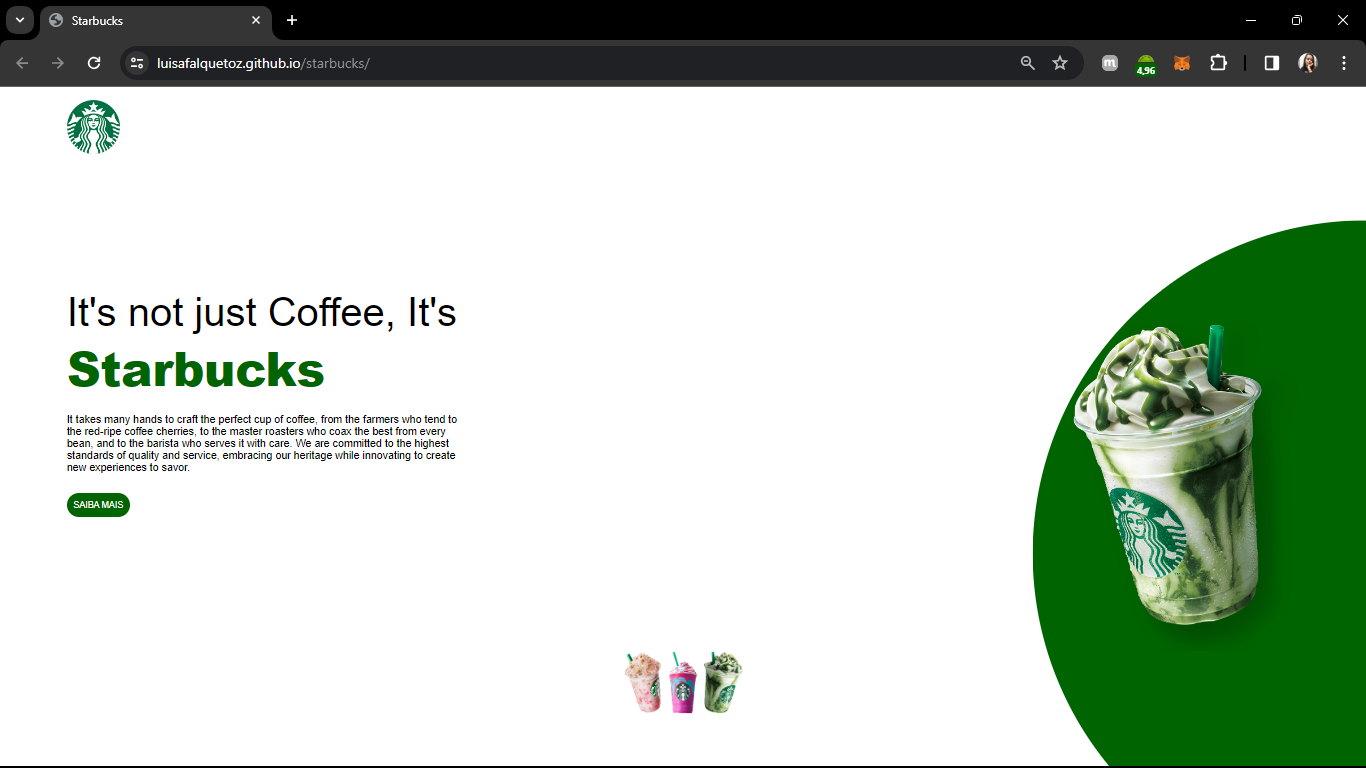 Starbucks
luisafalquetoz.github.io/starbucks/
m
4,96
It's not just Coffee, It's
Starbucks
It takes many hands to craft the perfect cup of coffee, from the farmers who tend to
the red-ripe coffee cherries, to the master roasters who coax the best from every
bean, and to the barista who serves it with care. We are committed to the highest
standards of quality and service, embracing our heritage while innovating to create
new experiences to savor.
SAIBA MAIS